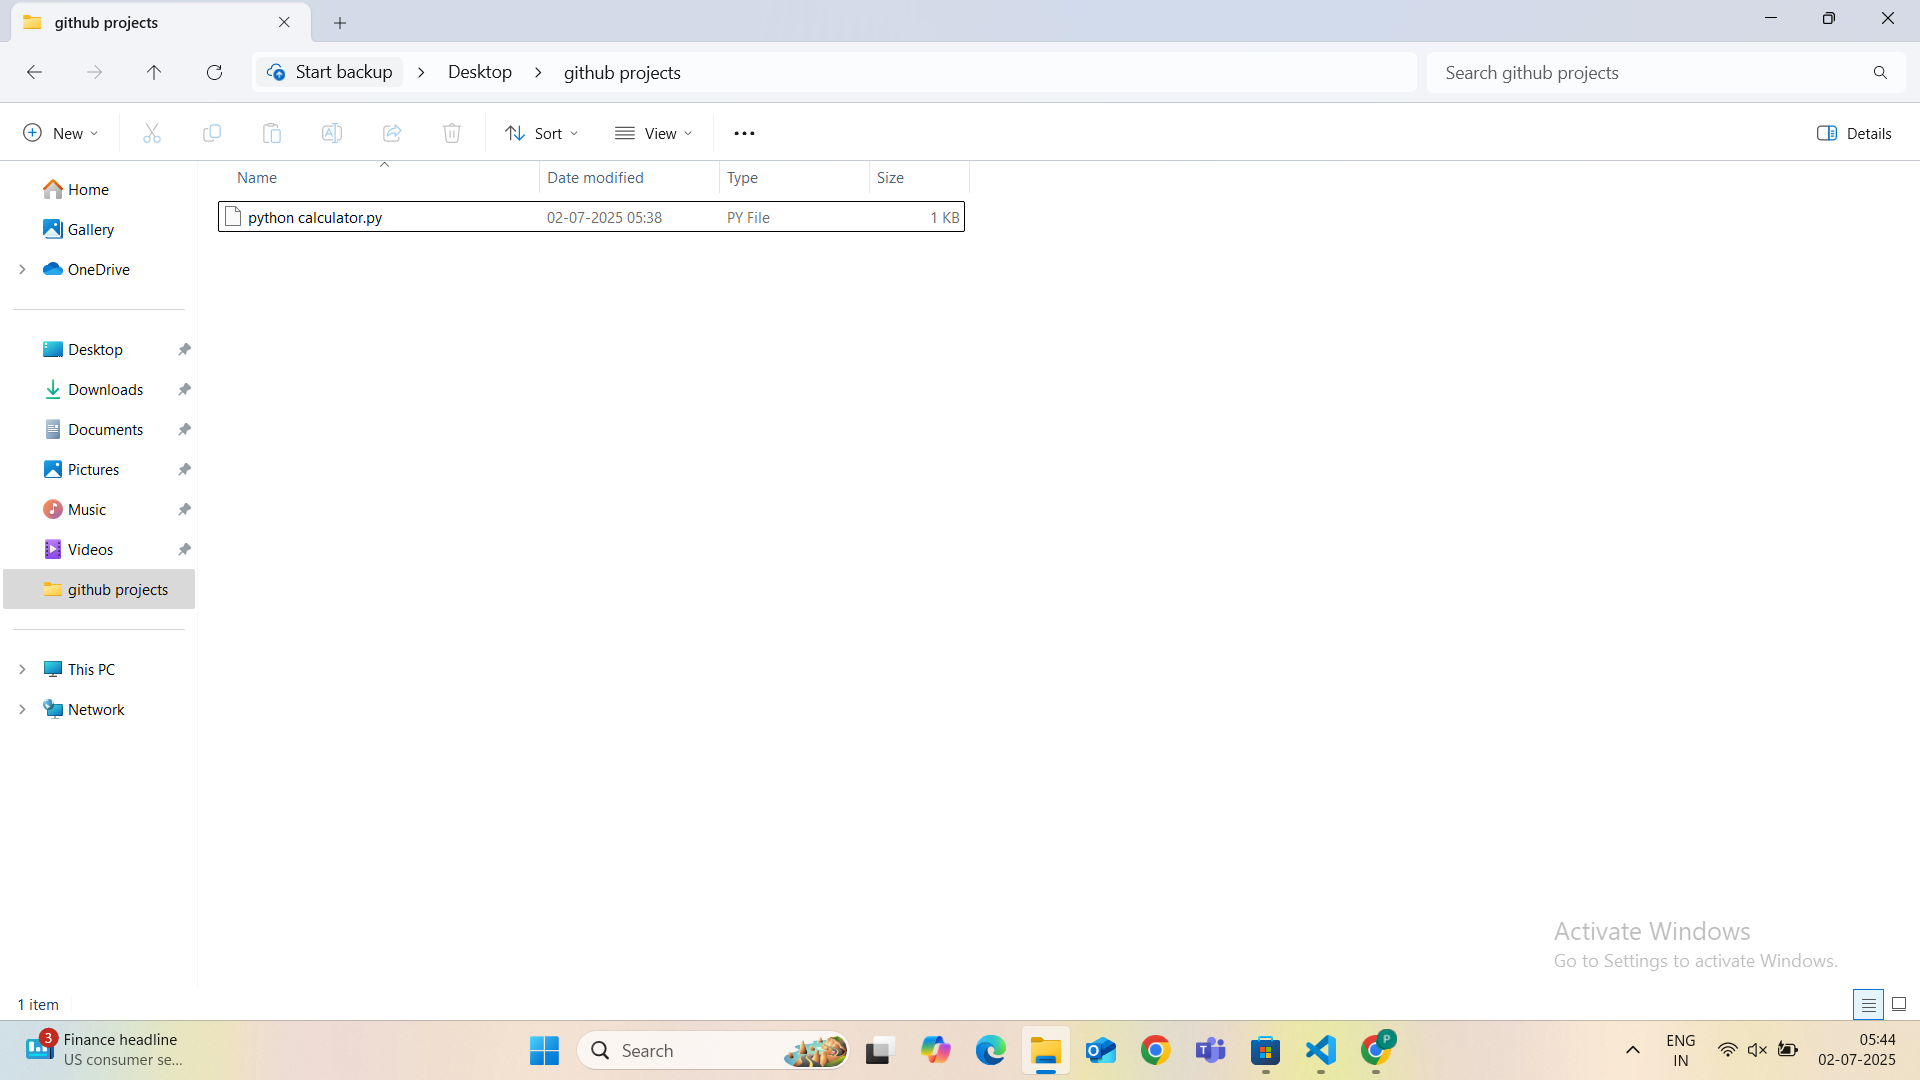 github projects
Start backup > Desktop > github projects
Search github projects
New
Sort
View
Details
Name Date modified Type Size
python calculator.py 02-07-2025 05:38 PY File 1 KB
Home
Gallery
OneDrive
Desktop
Downloads
Documents
Pictures
Music
Videos
github projects
This PC
Network
Activate Windows
Go to Settings to activate Windows.
1 item
3
Finance headline
US consumer se...
Search
P
ENG
IN
05:44
02-07-2025